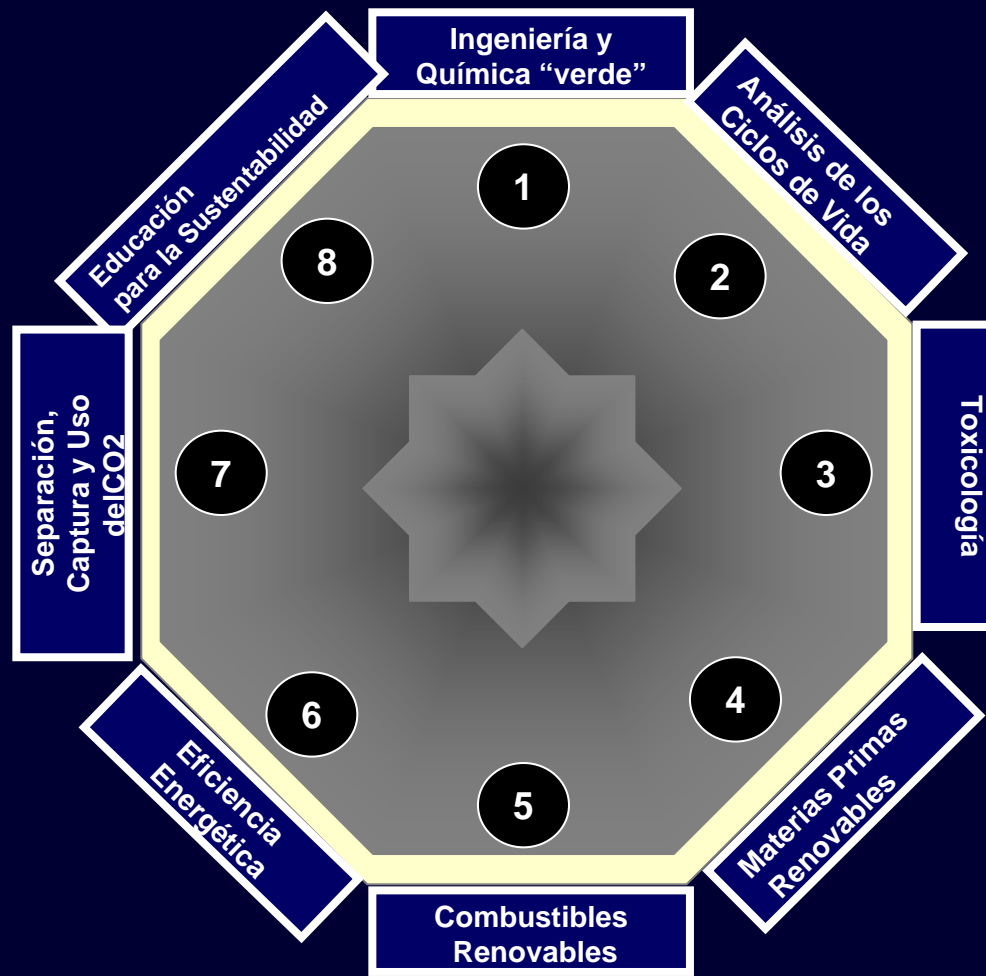 Ingeniería y
Química “verde”
1
Análisis de los
Ciclos de Vida
2
Toxicología
3
Materias Primas
Renovables
4
Combustibles
Renovables
5
Eficiencia
Energética
6
Separación,
Captura y Uso
delCO2
7
Educación
para la Sustentabilidad
8